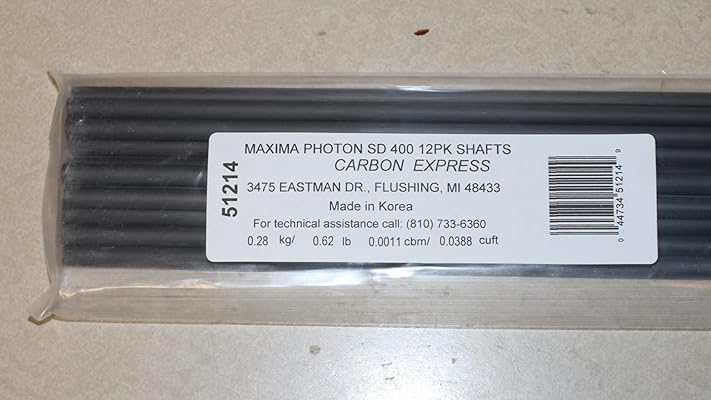 51214
MAXIMA PHOTON SD 400 12PK SHAFTS
CARBON EXPRESS
3475 EASTMAN DR., FLUSHING, MI 48433
Made in Korea
For technical assistance call: (810) 733-6360
0.28 kg/ 0.62 lb 0.0011 cbm/ 0.0388 cuft
0 44734 51214 9